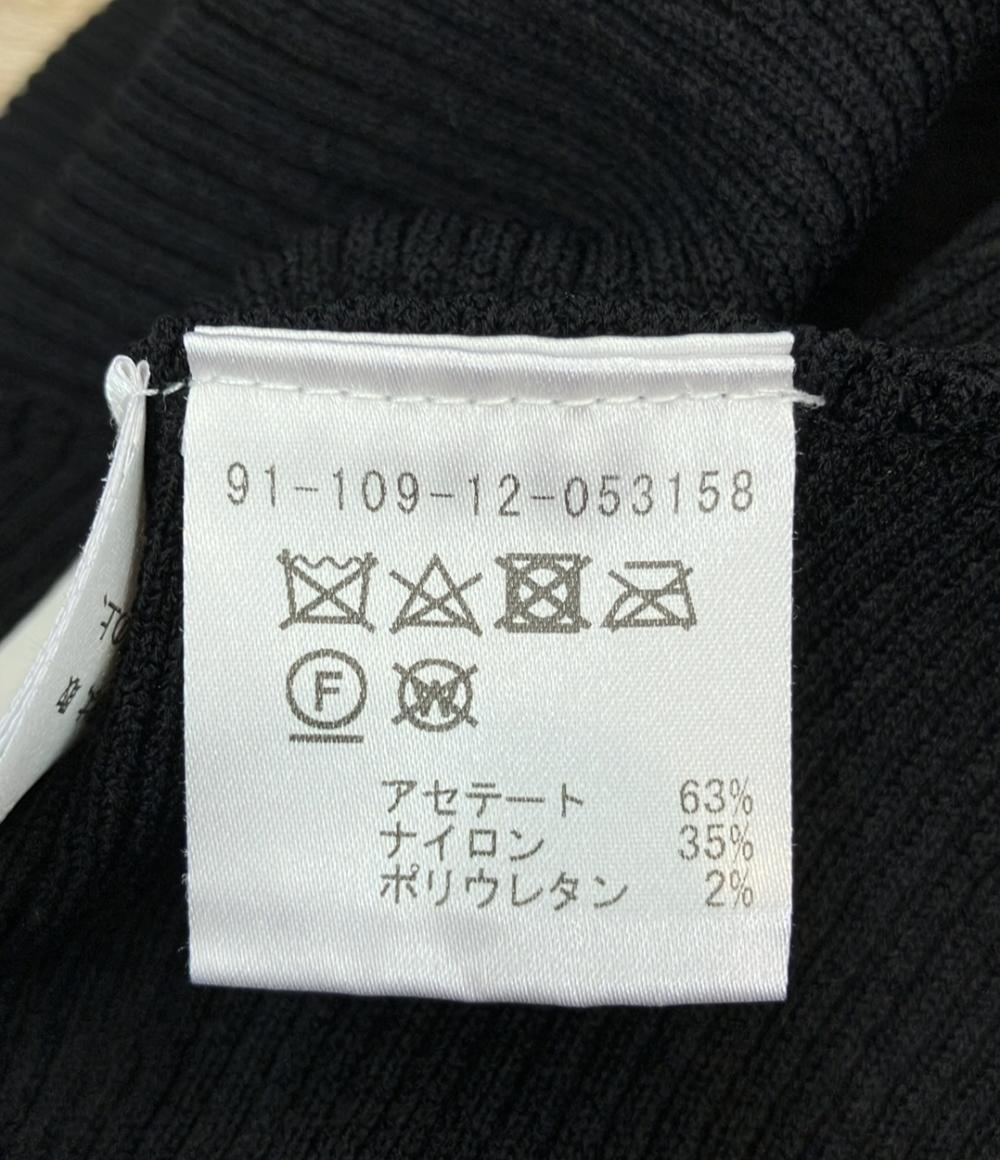 91-109-12-053158
F
W
アセテート 63%
ナイロン 35%
ポリウレタン 2%